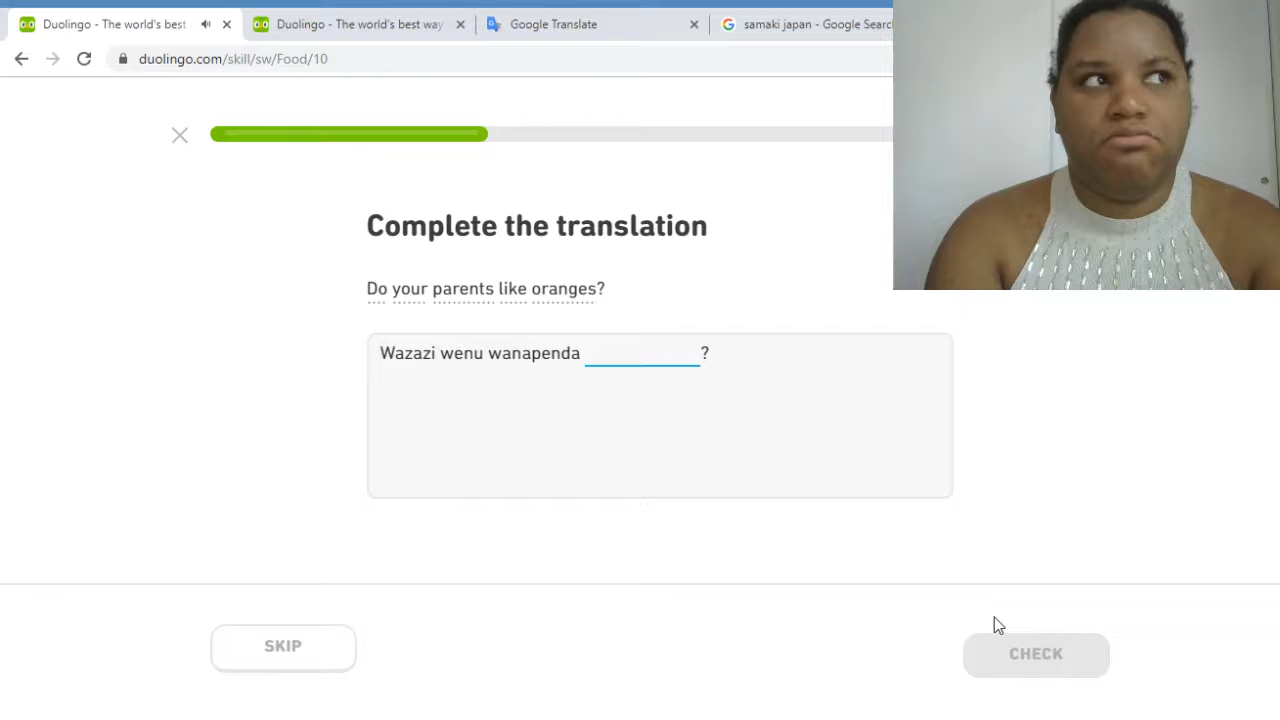 Duolingo - The world's best
Duolingo - The world's best way
Google Translate
samaki japan - Google Searc
duolingo.com/skill/sw/Food/10
Complete the translation
Do your parents like oranges?
Wazazi wenu wanapenda ?
SKIP
CHECK